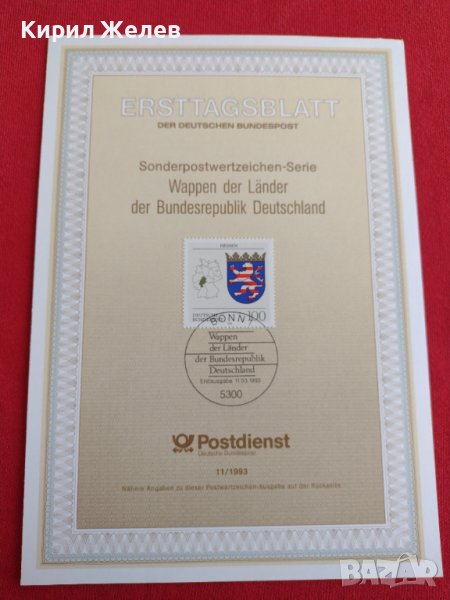 Кирил Желев
ERSTTAGSBLATT
DER DEUTSCHEN BUNDESPOST
Sonderpostwertzeichen-Serie
Wappen der Länder
der Bundesrepublik Deutschland
HESSEN
DEUTSCHE
100
BONN
Wappen
der Länder
der Bundesrepublik
Deutschland
Erstausgabe 11.03.1993
5300
Postdienst
Deutsche Bundespost
11/1993
Nähere Angaben zu dieser Postwertzeichen-Ausgabe auf der Rückseite
BAZAR